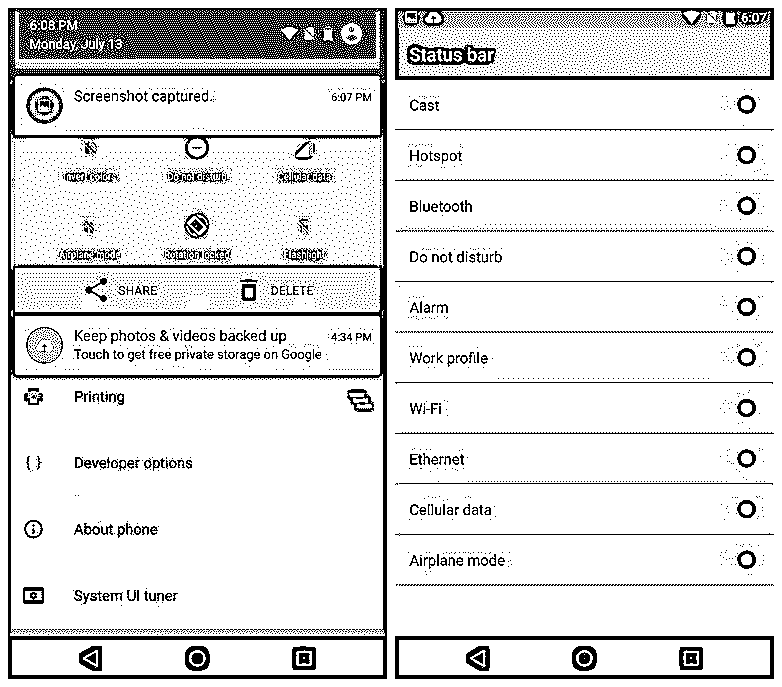 6:08 PM
Monday, July 13
Screenshot captured.
6:07 PM
Invert colors
Do not disturb
Cellular data
Airplane mode
Rotation locked
Flashlight
SHARE
DELETE
Keep photos & videos backed up
4:34 PM
Touch to get free private storage on Google
Printing
Developer options
About phone
System UI tuner
6:07
Status bar
Cast
Hotspot
Bluetooth
Do not disturb
Alarm
Work profile
Wi-Fi
Ethernet
Cellular data
Airplane mode